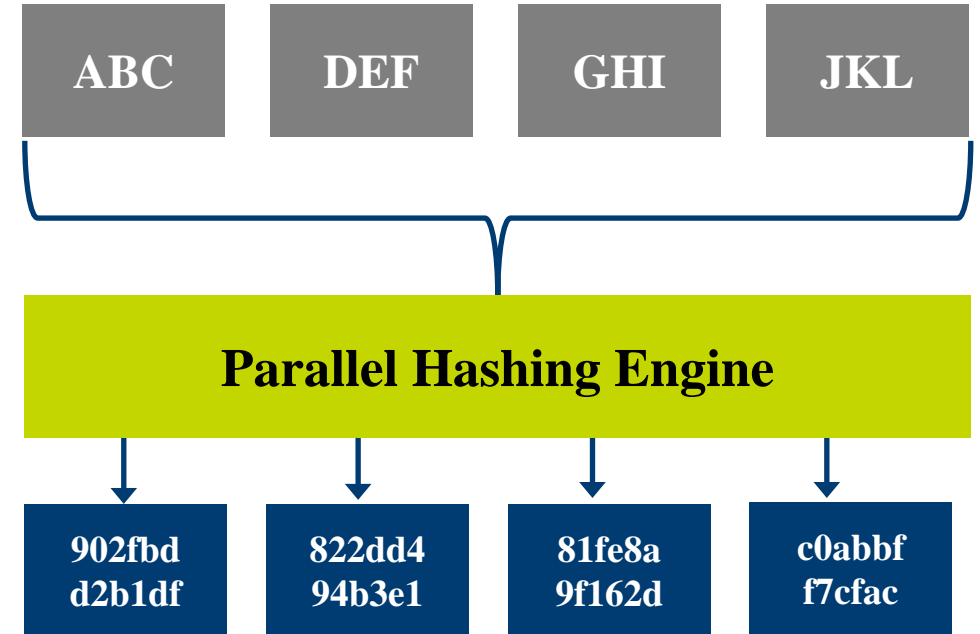 ABC
DEF
GHI
JKL
Parallel Hashing Engine
902fbd
d2b1df
822dd4
94b3e1
81fe8a
9f162d
c0abbf
f7cfac